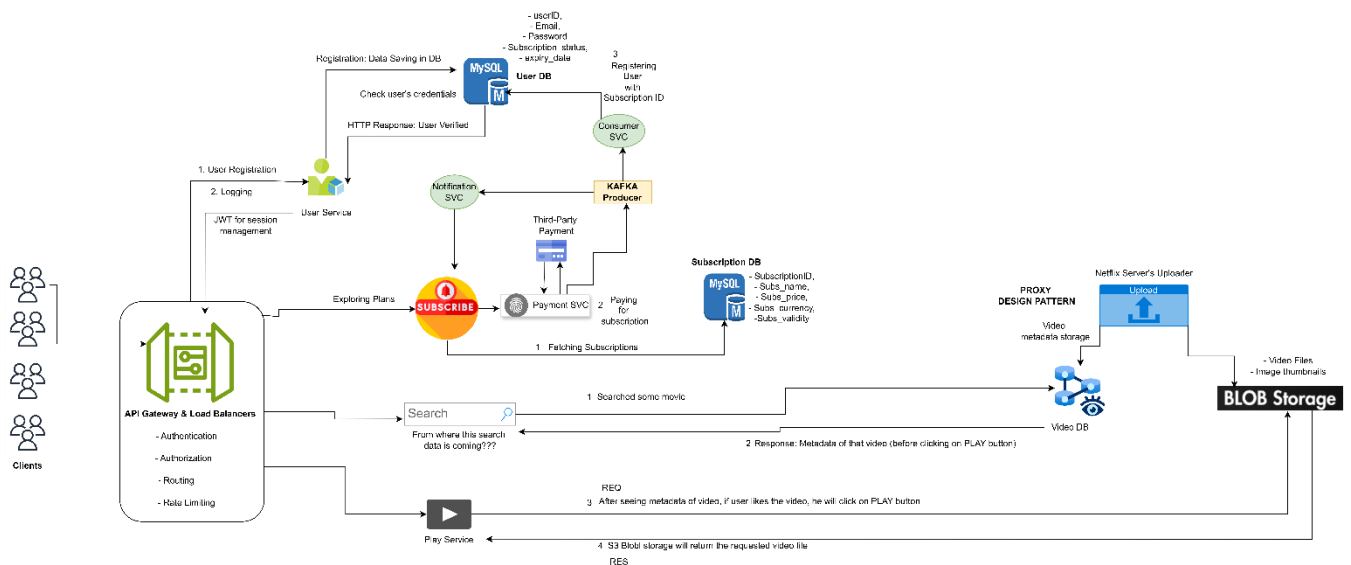 - userID,
- Email,
- Password
- Subscription_status,
- expiry_date
MySQL
M
User DB
Registration: Data Saving in DB
Check user's credentials
HTTP Response: User Verified
3
Registering
User
with
Subscription ID
Consumer
SVC
1. User Registration
2. Logging
User Service
JWT for session
management
Notification
SVC
KAFKA
Producer
Third-Party
Payment
Exploring Plans
SUBSCRIBE
Payment SVC
2 Paying
for
subscription
Subscription DB
MySQL
M
- SubscriptionID,
- Subs_name,
- Subs_price,
- Subs_currency,
-Subs_validity
1 Fetching Subscriptions
Netflix Server's Uploader
Upload
PROXY
DESIGN PATTERN
Video
metadata storage
- Video Files
- Image thumbnails
BLOB Storage
Video DB
API Gateway & Load Balancers
- Authentication
- Authorization
- Routing
- Rate Limiting
Clients
Search
From where this search
data is coming???
1 Searched some movie
2 Response: Metadata of that video (before clicking on PLAY button)
REQ
3 After seeing metadata of video, if user likes the video, he will click on PLAY button
Play Service
4 S3 Blobl storage will return the requested video file
RES